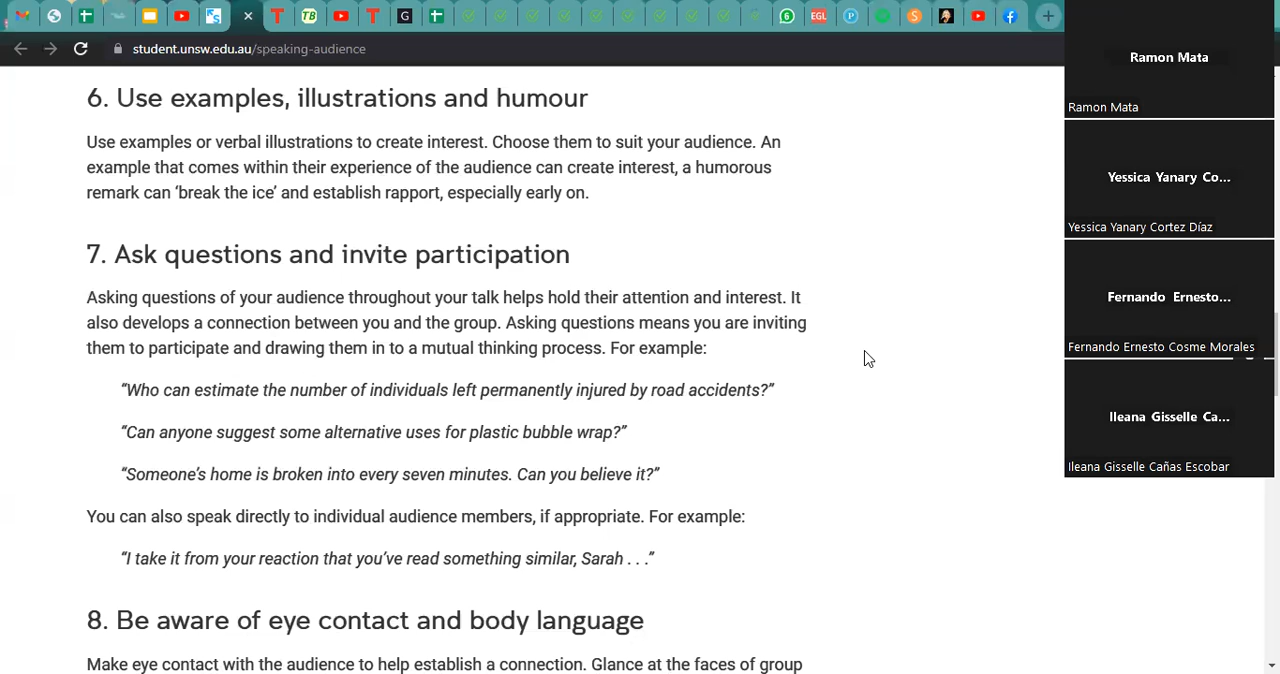 TB
G
6
EGL
P
S
student.unsw.edu.au/speaking-audience
6. Use examples, illustrations and humour
Use examples or verbal illustrations to create interest. Choose them to suit your audience. An
example that comes within their experience of the audience can create interest, a humorous
remark can ‘break the ice’ and establish rapport, especially early on.
7. Ask questions and invite participation
Asking questions of your audience throughout your talk helps hold their attention and interest. It
also develops a connection between you and the group. Asking questions means you are inviting
them to participate and drawing them in to a mutual thinking process. For example:
“Who can estimate the number of individuals left permanently injured by road accidents?”
“Can anyone suggest some alternative uses for plastic bubble wrap?”
“Someone’s home is broken into every seven minutes. Can you believe it?”
You can also speak directly to individual audience members, if appropriate. For example:
“I take it from your reaction that you’ve read something similar, Sarah . . .”
8. Be aware of eye contact and body language
Make eye contact with the audience to help establish a connection. Glance at the faces of group
Ramon Mata
Ramon Mata
Yessica Yanary Co...
Yessica Yanary Cortez Díaz
Fernando Ernesto...
Fernando Ernesto Cosme Morales
Ileana Gisselle Ca...
Ileana Gisselle Cañas Escobar